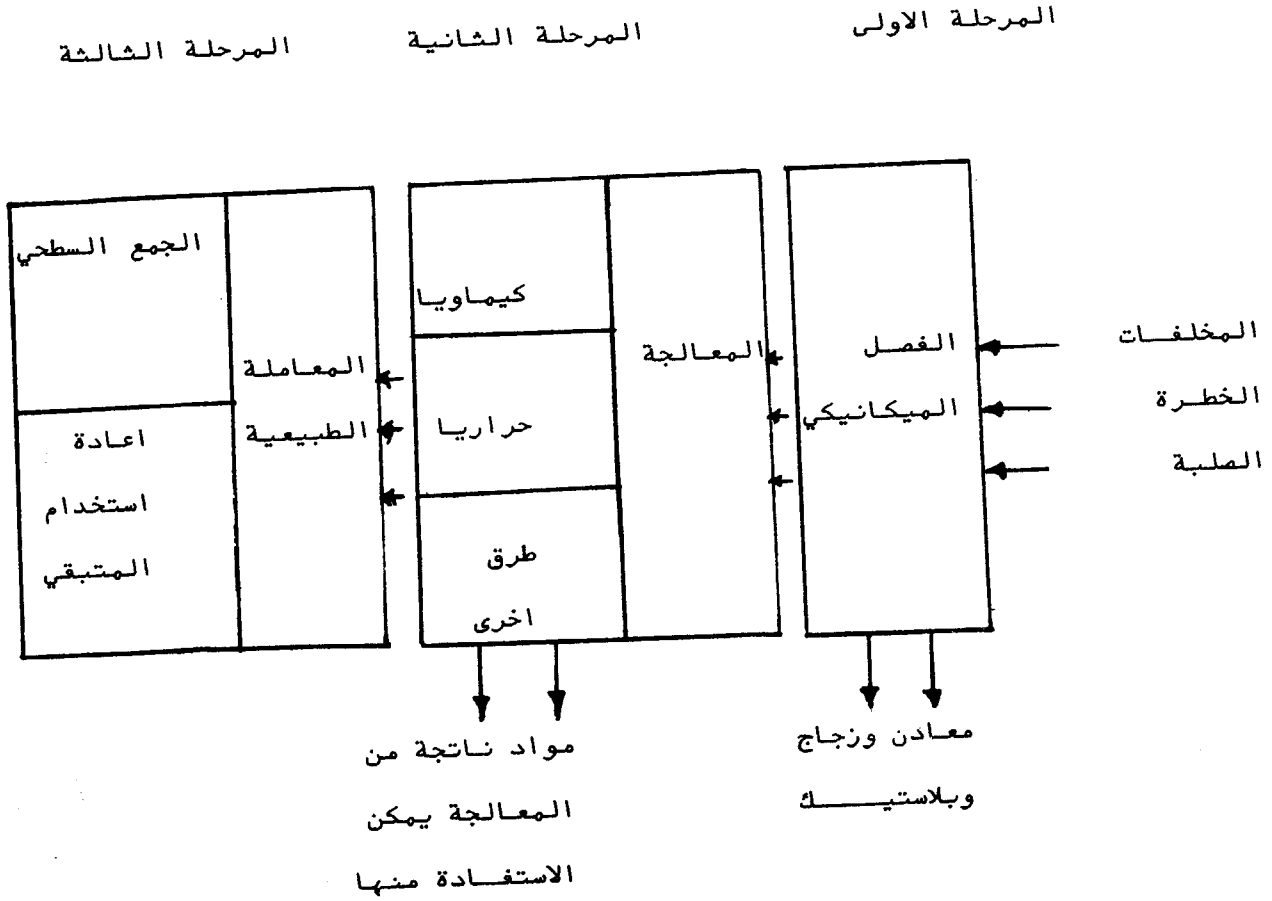 المرحلة الاولى
المرحلة الثانية
المرحلة الثالثة
المخلفات
الخطرة
الصلبة
الفصل
الميكانيكي
معادن وزجاج
وبلاستيك
المعالجة
كيماويا
حراريا
طرق
اخرى
مواد ناتجة من
المعالجة يمكن
الاستفادة منها
المعاملة
الطبيعية
الجمع السطحي
اعادة
استخدام
المتبقي